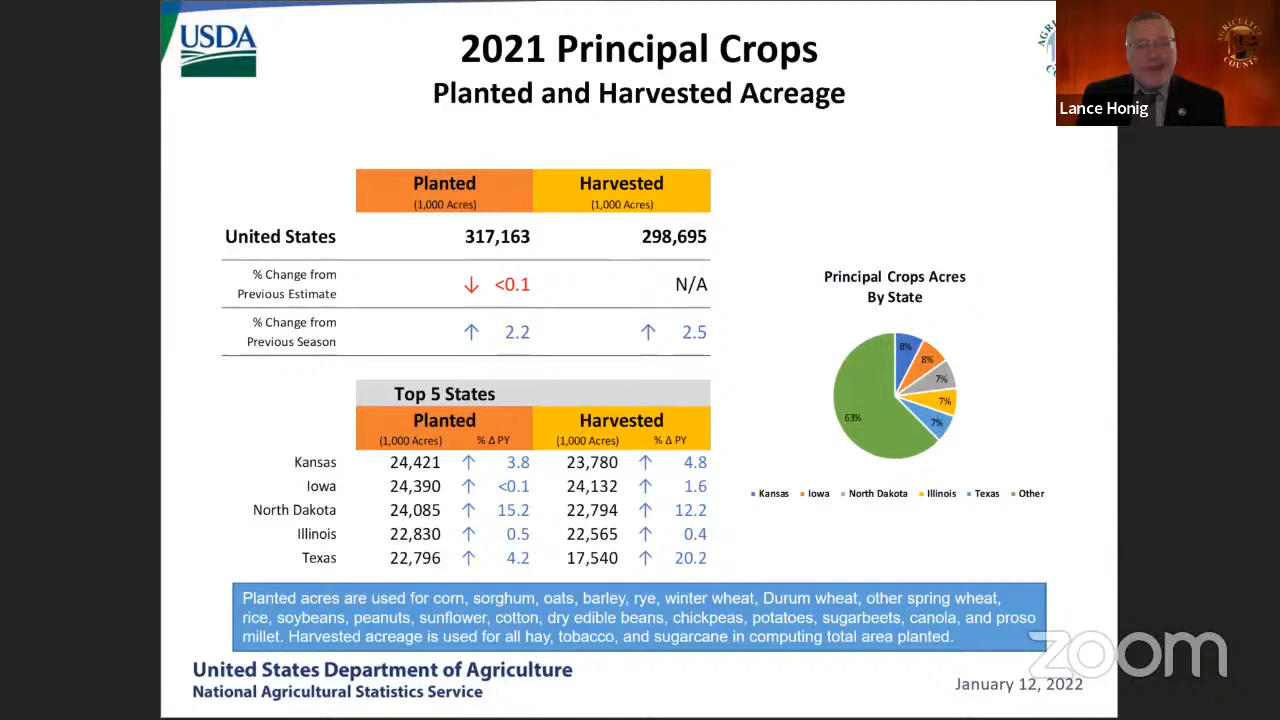 USDA
2021 Principal Crops
Planted and Harvested Acreage
Lance Honig
AGRICULTURE
COUNTS
Planted
Harvested
(1,000 Acres)
(1,000 Acres)
United States 317,163 298,695
% Change from
Previous Estimate
↓ <0.1 N/A
% Change from
Previous Season
↑ 2.2 ↑ 2.5
Principal Crops Acres
By State
8%
8%
7%
7%
7%
63%
Kansas Iowa North Dakota Illinois Texas Other
Top 5 States
Planted
Harvested
(1,000 Acres) % Δ PY (1,000 Acres) % Δ PY
Kansas 24,421 ↑ 3.8 23,780 ↑ 4.8
Iowa 24,390 ↑ <0.1 24,132 ↑ 1.6
North Dakota 24,085 ↑ 15.2 22,794 ↑ 12.2
Illinois 22,830 ↑ 0.5 22,565 ↑ 0.4
Texas 22,796 ↑ 4.2 17,540 ↑ 20.2
Planted acres are used for corn, sorghum, oats, barley, rye, winter wheat, Durum wheat, other spring wheat,
rice, soybeans, peanuts, sunflower, cotton, dry edible beans, chickpeas, potatoes, sugarbeets, canola, and proso
millet. Harvested acreage is used for all hay, tobacco, and sugarcane in computing total area planted.
United States Department of Agriculture
National Agricultural Statistics Service
January 12, 2022
zoom